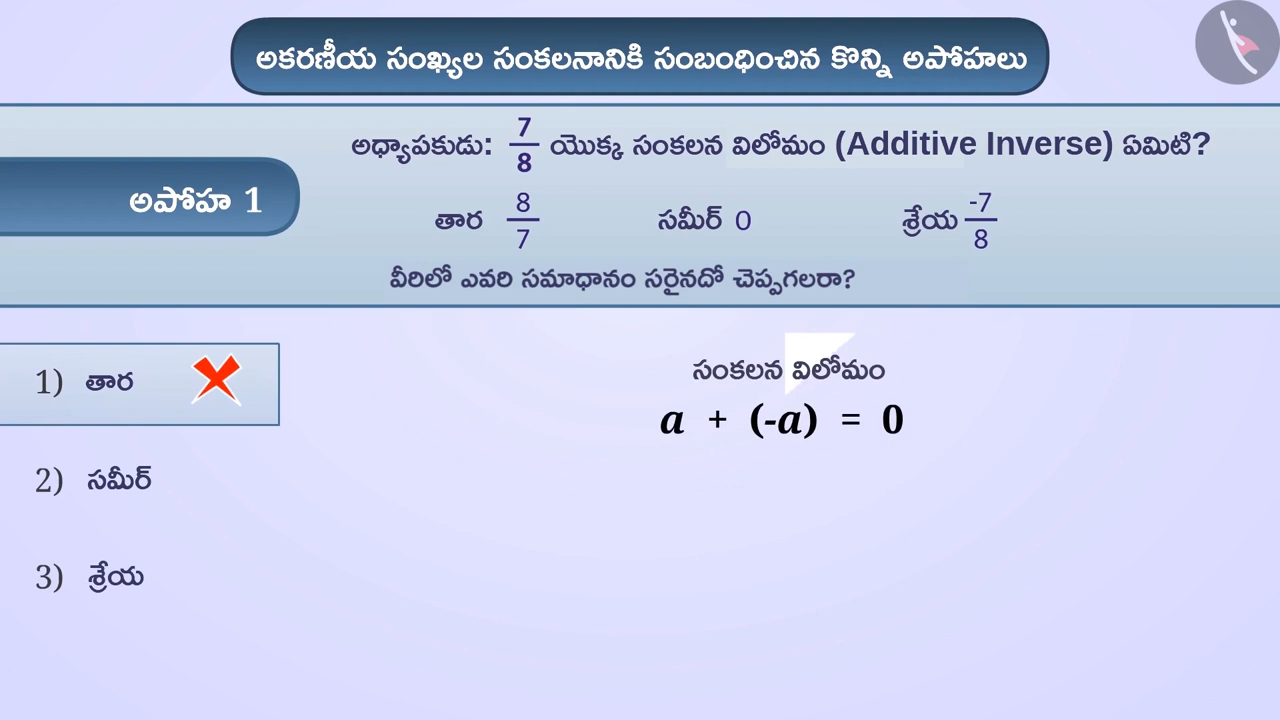 అకరణీయ సంఖ్యల సంకలనానికి సంబంధించిన కొన్ని అపోహలు
అపోహ 1
అధ్యాపకుడు: 7/8 యొక్క సంకలన విలోమం (Additive Inverse) ఏమిటి?
తార 8/7 సమీర్ 0 శ్రేయ -7/8
వీరిలో ఎవరి సమాధానం సరైనదో చెప్పగలరా?
1) తార
2) సమీర్
3) శ్రేయ
సంకలన విలోమం
a + (-a) = 0